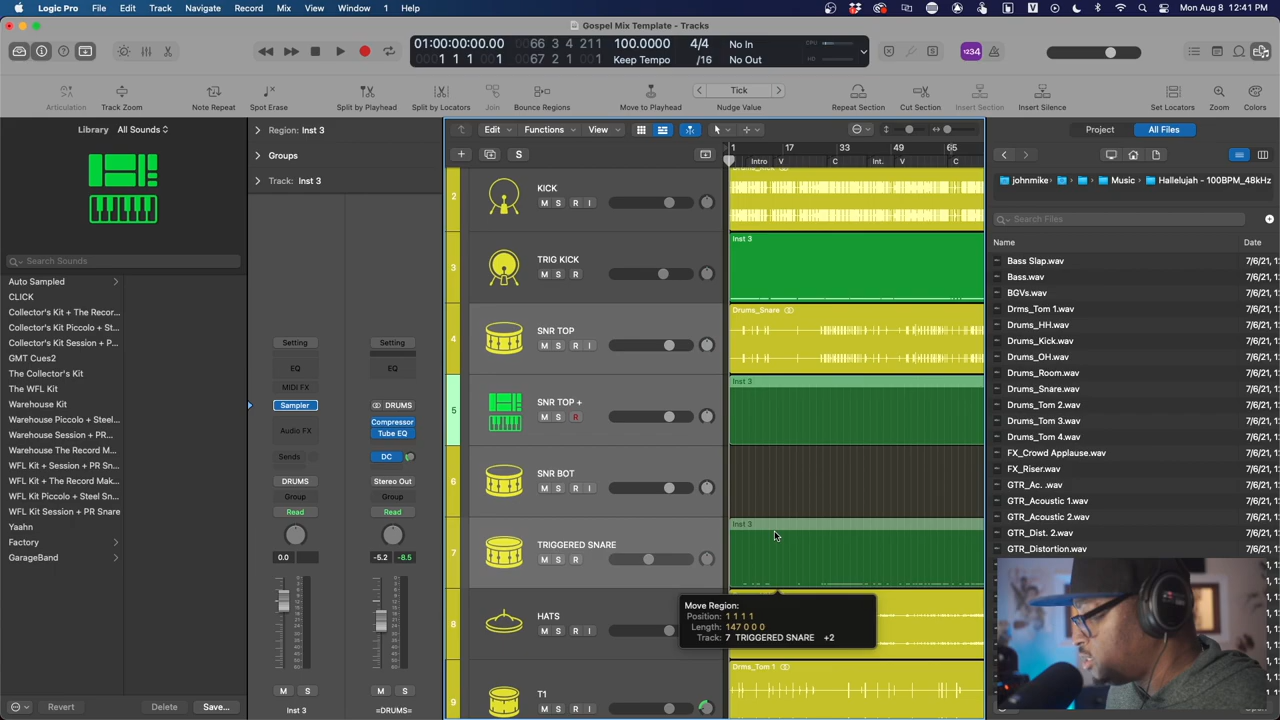 Logic Pro File Edit Track Navigate Record Mix View Window 1 Help
Mon Aug 8 12:41 PM
Gospel Mix Template - Tracks
01:00:00:00.00
0066 3 4 211
100.0000
4/4
No In
CPU
0001 1 1 001
0067 2 1 001
Keep Tempo
/16
No Out
HD
1234
Articulation
Track Zoom
Note Repeat
Spot Erase
Split by Playhead
Split by Locators
Join
Bounce Regions
Move to Playhead
Tick
Nudge Value
Repeat Section
Cut Section
Insert Section
Insert Silence
Set Locators
Zoom
Colors
Library All Sounds
Search Sounds
Auto Sampled
CLICK
Collector's Kit + The Recor...
Collector's Kit Piccolo + St...
Collector's Kit Session + P...
GMT Cues2
The Collector's Kit
The WFL Kit
Warehouse Kit
Warehouse Piccolo + Steel...
Warehouse Session + PR...
Warehouse The Record M...
WFL Kit + Session + PR Sn...
WFL Kit + The Record Mak...
WFL Kit Piccolo + Steel Sn...
WFL Kit Session + PR Snare
Yaahn
Factory
GarageBand
Revert
Delete
Save...
Region: Inst 3
Groups
Track: Inst 3
Setting
EQ
MIDI FX
Sampler
Audio FX
Sends
DRUMS
Group
Read
0.0
M S
Inst 3
Setting
EQ
DRUMS
Compressor
Tube EQ
DC
Stereo Out
Group
Read
-5.2 -8.5
M S
=DRUMS=
Edit
Functions
View
S
1 17 33 49 65
Intro V C Int. V C
2 KICK
M S R I
Drums_Kick
3 TRIG KICK
M S R
Inst 3
4 SNR TOP
M S R I
Drums_Snare
5 SNR TOP +
M S R
Inst 3
6 SNR BOT
M S R I
7 TRIGGERED SNARE
M S R
Inst 3
Move Region:
Position: 1 1 1 1
Length: 147 0 0 0
Track: 7 TRIGGERED SNARE +2
8 HATS
M S R I
9 T1
M S R I
Drms_Tom 1
Project
All Files
johnmike
Music
Hallelujah - 100BPM_48kHz
Search Files
Name
Date
Bass Slap.wav 7/6/21, 1:
Bass.wav 7/6/21, 1:
BGVs.wav 7/6/21, 1:
Drms_Tom 1.wav 7/6/21, 1:
Drums_HH.wav 7/6/21, 1:
Drums_Kick.wav 7/6/21, 1:
Drums_OH.wav 7/6/21, 1:
Drums_Room.wav 7/6/21, 1:
Drums_Snare.wav 7/6/21, 1:
Drums_Tom 2.wav 7/6/21, 1:
Drums_Tom 3.wav 7/6/21, 1:
Drums_Tom 4.wav 7/6/21, 1:
FX_Crowd Applause.wav 7/6/21, 1:
FX_Riser.wav 7/6/21, 1:
GTR_Ac. .wav 7/6/21, 1:
GTR_Acoustic 1.wav 7/6/21, 1:
GTR_Acoustic 2.wav 7/6/21, 1:
GTR_Dist. 2.wav 7/6/21, 1:
GTR_Distortion.wav 7/6/21, 1: